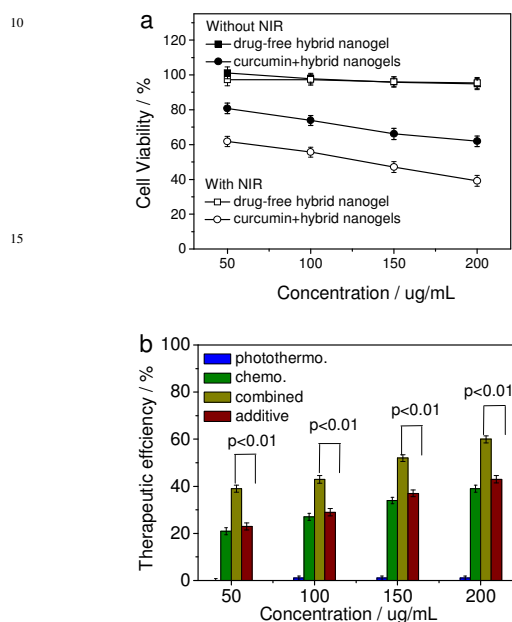 10
15
a
Without NIR
drug-free hybrid nanogel
curcumin+hybrid nanogels
With NIR
drug-free hybrid nanogel
curcumin+hybrid nanogels
120
100
80
60
40
20
0
Cell Viability / %
50 100 150 200
Concentration / ug/mL
b
photothermo.
chemo.
combined
additive
p<0.01 p<0.01 p<0.01 p<0.01
100
80
60
40
20
0
Therapeutic effciency / %
50 100 150 200
Concentration / ug/mL